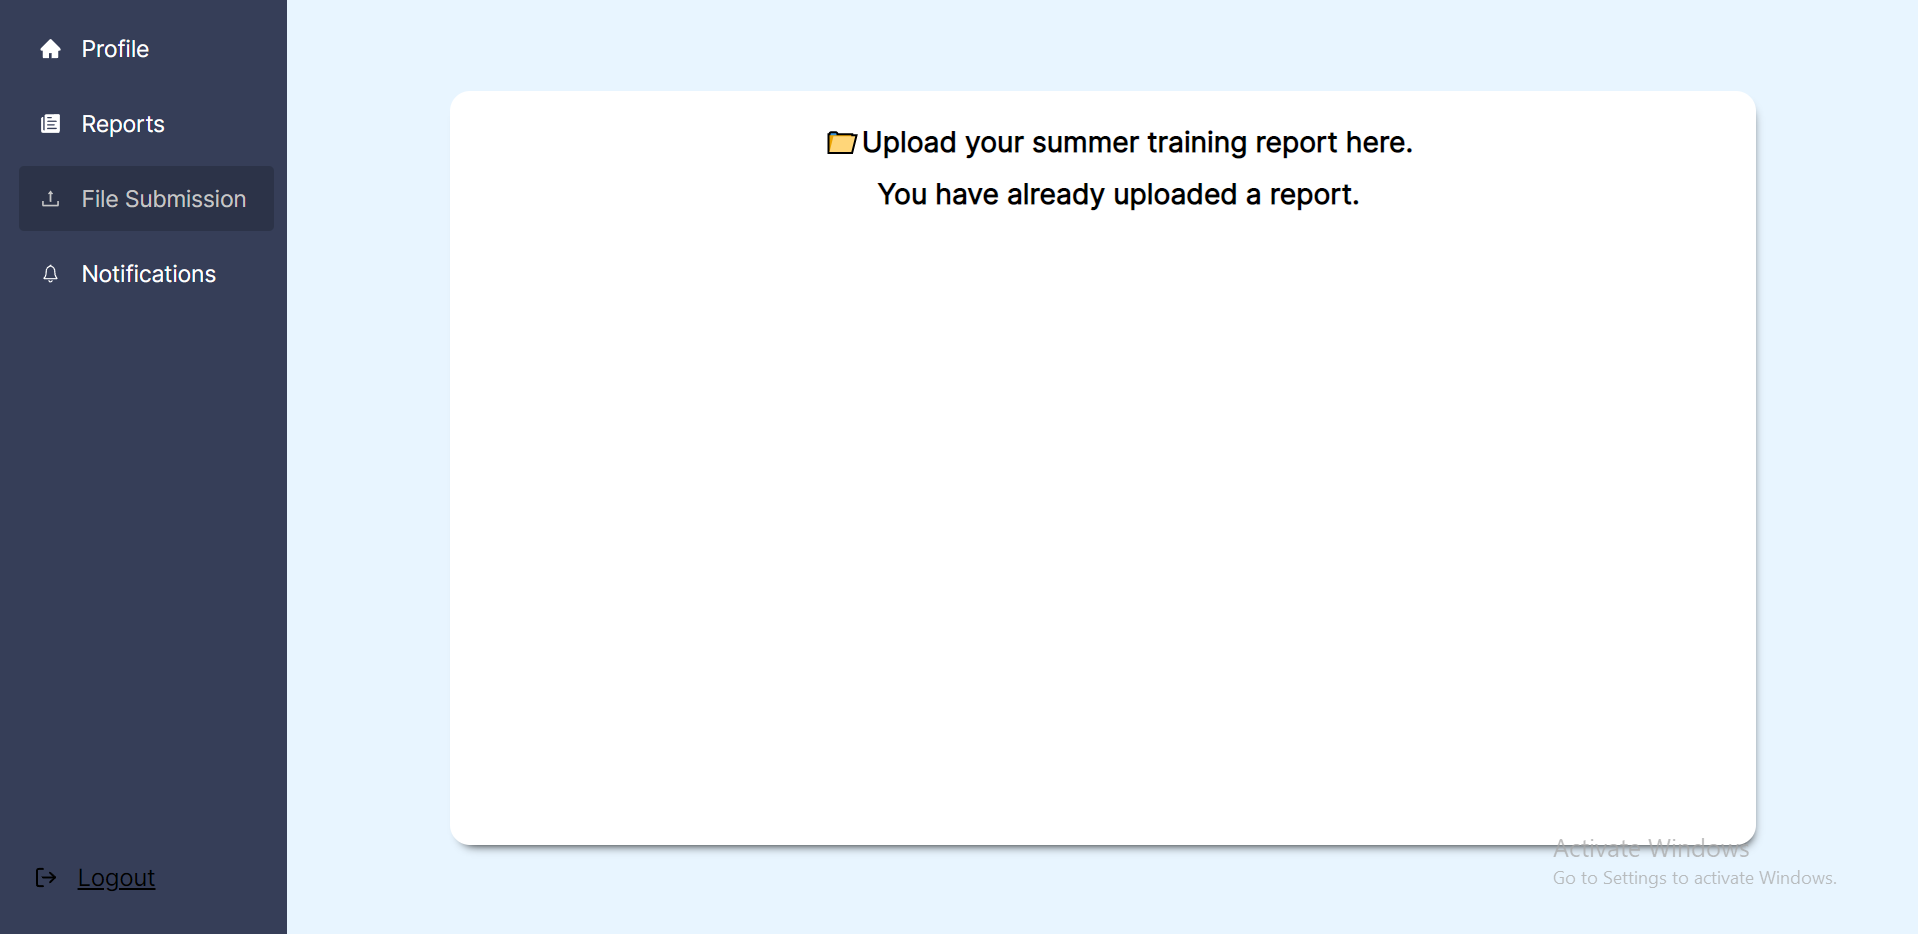 Profile
Reports
File Submission
Notifications
Logout
Upload your summer training report here.
You have already uploaded a report.
Activate Windows
Go to Settings to activate Windows.